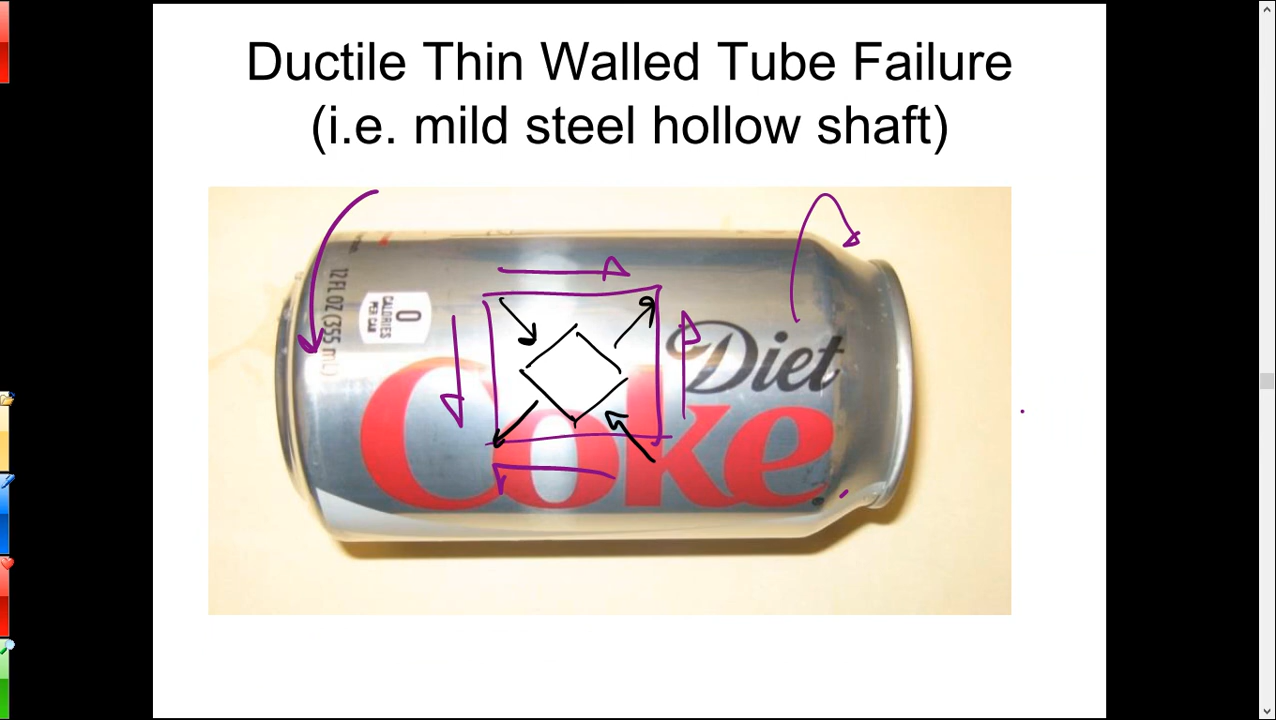 Ductile Thin Walled Tube Failure
(i.e. mild steel hollow shaft)
12 FL OZ (355 mL)
0
CALORIES
PER CAN
Diet
Coke